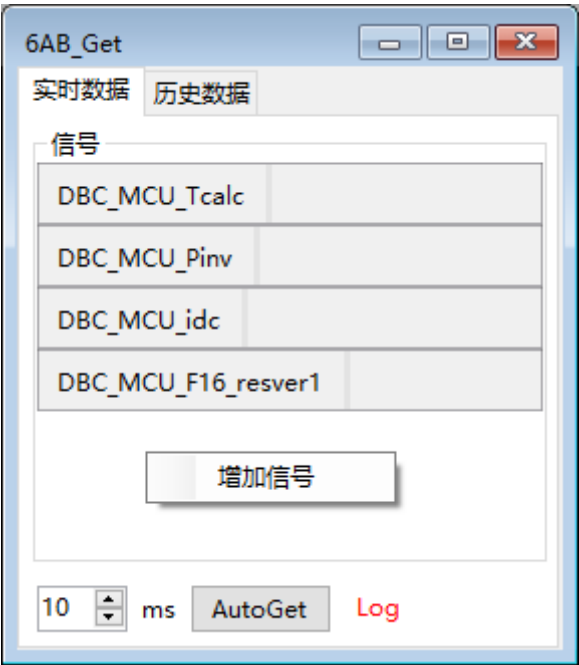 6AB_Get
实时数据 历史数据
信号
DBC_MCU_Tcalc
DBC_MCU_Pinv
DBC_MCU_idc
DBC_MCU_F16_resver1
增加信号
10 ms AutoGet Log